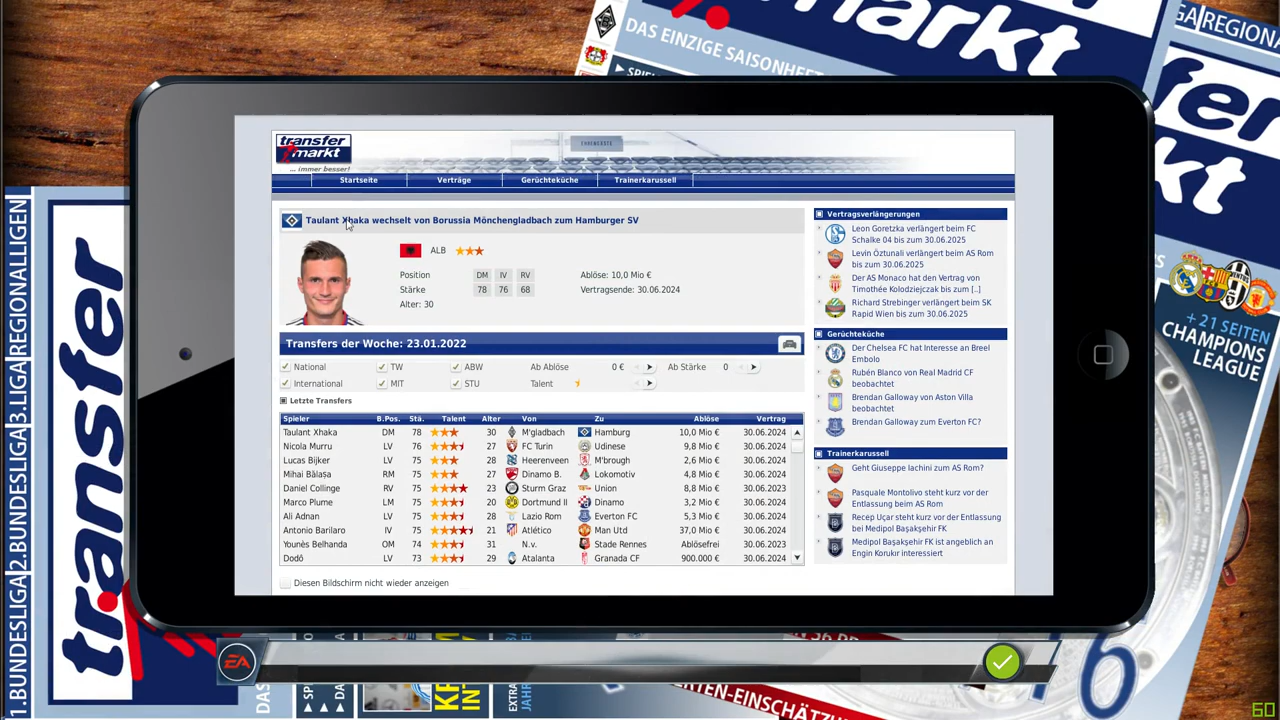 transfer
markt
... immer besser!
EHRENGÄSTE
Startseite
Verträge
Gerüchteküche
Trainerkarussell
Taulant Xhaka wechselt von Borussia Mönchengladbach zum Hamburger SV
ALB
Position DM IV RV
Stärke 78 76 68
Alter: 30
Ablöse: 10,0 Mio €
Vertragsende: 30.06.2024
Transfers der Woche: 23.01.2022
National TW ABW Ab Ablöse 0 € Ab Stärke 0
International MIT STU Talent
Letzte Transfers
Spieler B.Pos. Stä. Talent Alter Von Zu Ablöse Vertrag
Taulant Xhaka DM 78 30 M'gladbach Hamburg 10,0 Mio € 30.06.2024
Nicola Murru LV 76 27 FC Turin Udinese 9,8 Mio € 30.06.2024
Lucas Bijker LV 75 28 Heerenveen M'brough 2,6 Mio € 30.06.2024
Mihai Bălaşa RM 75 27 Dinamo B. Lokomotiv 4,8 Mio € 30.06.2024
Daniel Collinge RV 75 23 Sturm Graz Union 8,8 Mio € 30.06.2023
Marco Plume LM 75 20 Dortmund II Dinamo 3,2 Mio € 30.06.2024
Ali Adnan LV 75 28 Lazio Rom Everton FC 5,3 Mio € 30.06.2024
Antonio Barilaro IV 75 21 Atlético Man Utd 37,0 Mio € 30.06.2024
Younès Belhanda OM 74 31 N.v. Stade Rennes Ablösefrei 30.06.2023
Dodô LV 73 29 Atalanta Granada CF 900.000 € 30.06.2024
Diesen Bildschirm nicht wieder anzeigen
Vertragsverlängerungen
Leon Goretzka verlängert beim FC
Schalke 04 bis zum 30.06.2025
Levin Öztunali verlängert beim AS Rom
bis zum 30.06.2025
Der AS Monaco hat den Vertrag von
Timothée Kolodziejczak bis zum [..]
Richard Strebinger verlängert beim SK
Rapid Wien bis zum 30.06.2025
Gerüchteküche
Der Chelsea FC hat Interesse an Breel
Embolo
Rubén Blanco von Real Madrid CF
beobachtet
Brendan Galloway von Aston Villa
beobachtet
Brendan Galloway zum Everton FC?
Trainerkarussell
Geht Giuseppe Iachini zum AS Rom?
Pasquale Montolivo steht kurz vor der
Entlassung beim AS Rom
Recep Uçar steht kurz vor der Entlassung
bei Medipol Başakşehir FK
Medipol Başakşehir FK ist angeblich an
Engin Korukır interessiert
EA
60
1.BUNDESLIGA 2.BUNDESLIGA 3.LIGA REGIONALLIGEN
transfer
DAS EINZIGE SAISONHEFT
markt
+ 21 SEITEN
CHAMPIONS
LEAGUE